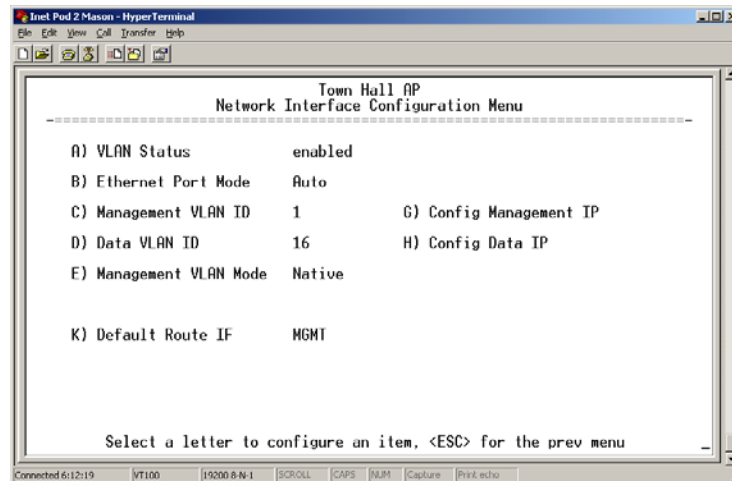 Inet Pod 2 Mason - HyperTerminal
File Edit View Call Transfer Help
Town Hall AP
Network Interface Configuration Menu
-==========================================================================-
A) VLAN Status enabled
B) Ethernet Port Mode Auto
C) Management VLAN ID 1 G) Config Management IP
D) Data VLAN ID 16 H) Config Data IP
E) Management VLAN Mode Native
K) Default Route IF MGMT
Select a letter to configure an item, <ESC> for the prev menu
Connected 6:12:19 VT100 19200 8-N-1 SCROLL CAPS NUM Capture Print echo